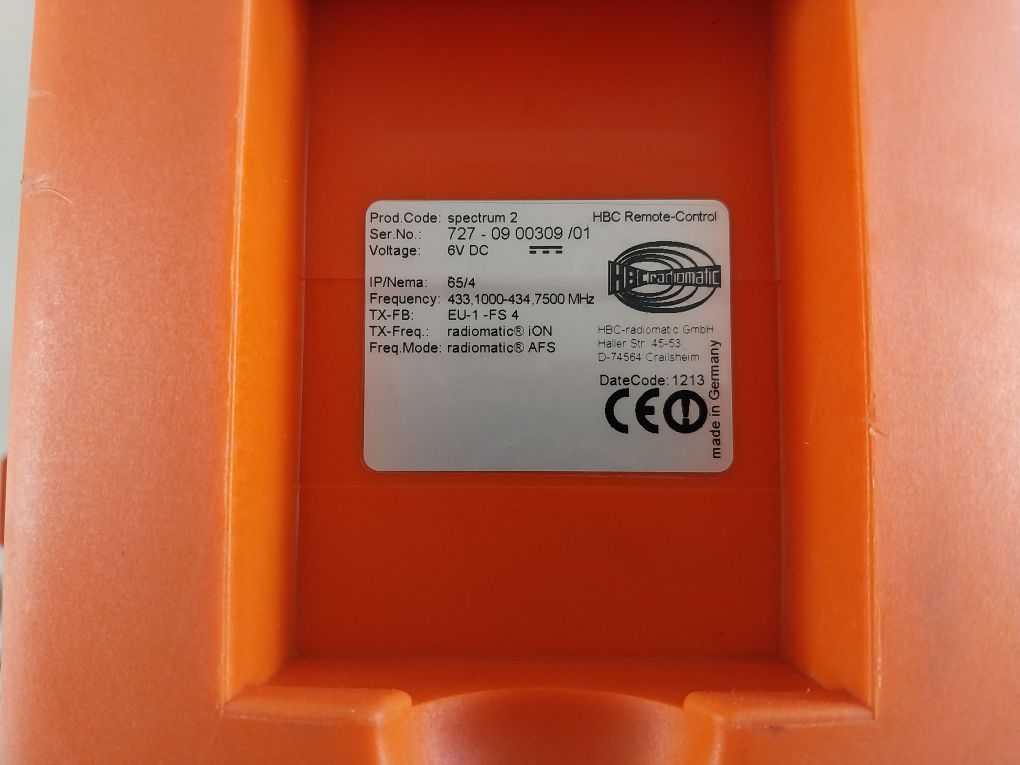 Prod.Code: spectrum 2 HBC Remote-Control
Ser.No.: 727 - 09 00309 /01
Voltage: 6V DC
HBC radiomatic
IP/Nema: 65/4
Frequency: 433,1000-434,7500 MHz
TX-FB: EU-1 -FS 4
TX-Freq.: radiomatic® iON
Freq.Mode: radiomatic® AFS
HBC-radiomatic GmbH
Haller Str. 45-53
D-74564 Crailsheim
DateCode: 1213
CE
made in Germany